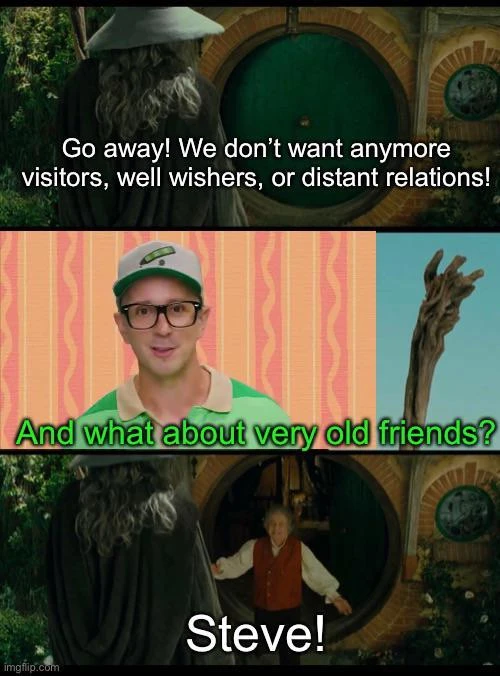 Go away! We don’t want anymore
visitors, well wishers, or distant relations!
And what about very old friends?
Steve!
imgflip.com